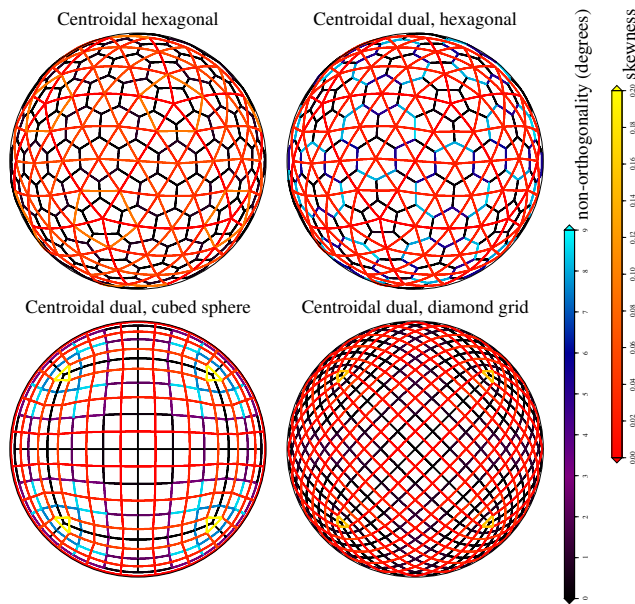 Centroidal hexagonal
Centroidal dual, hexagonal
Centroidal dual, cubed sphere
Centroidal dual, diamond grid
non-orthogonality (degrees)
0 1 2 3 4 5 6 7 8 9
skewness
0.00 0.02 0.04 0.06 0.08 0.10 0.12 0.14 0.16 0.18 0.20